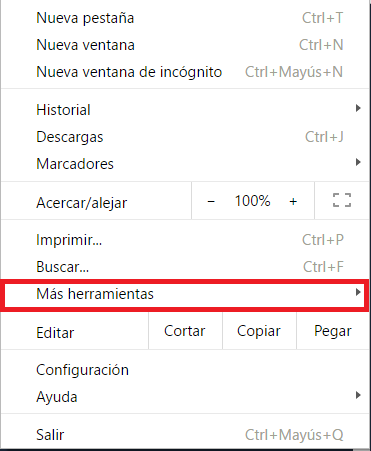 Nueva pestaña Ctrl+T
Nueva ventana Ctrl+N
Nueva ventana de incógnito Ctrl+Mayús+N
Historial
Descargas Ctrl+J
Marcadores
Acercar/alejar − 100% +
Imprimir... Ctrl+P
Buscar... Ctrl+F
Más herramientas
Editar Cortar Copiar Pegar
Configuración
Ayuda
Salir Ctrl+Mayús+Q